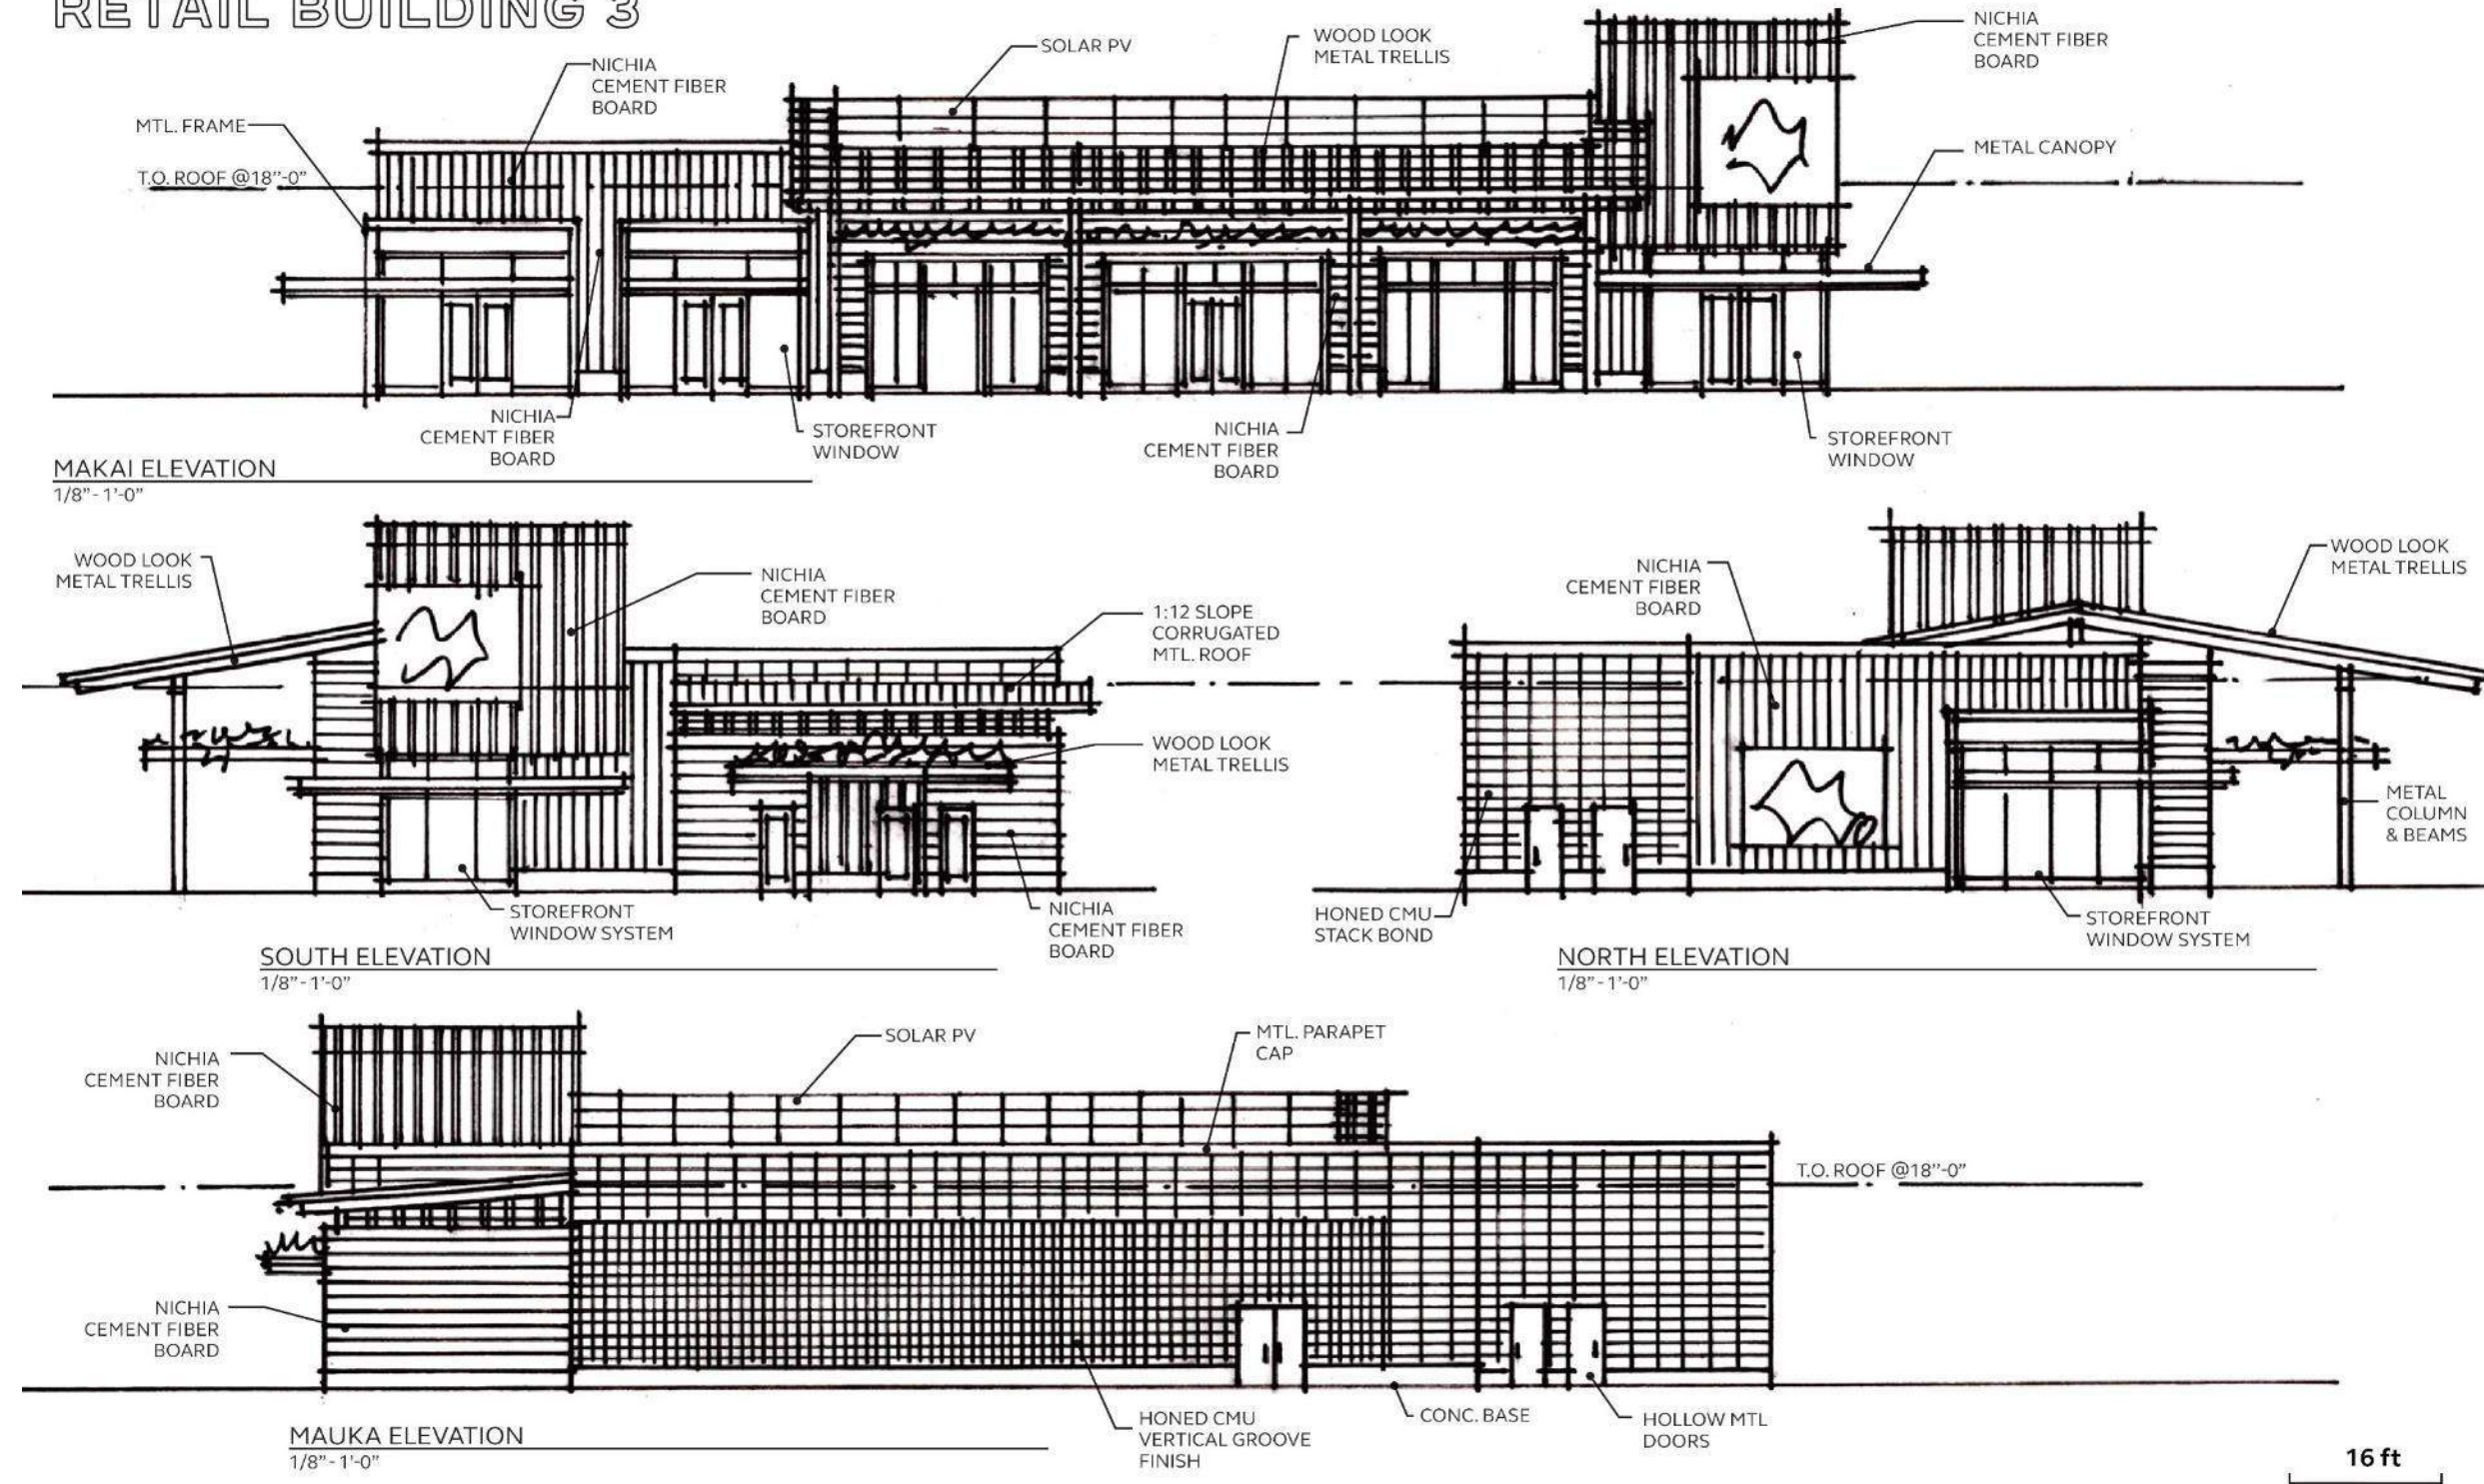 RETAIL BUILDING 3
NICHIA
CEMENT FIBER
BOARD
SOLAR PV
WOOD LOOK
METAL TRELLIS
NICHIA
CEMENT FIBER
BOARD
MTL. FRAME
T.O. ROOF @18"-0"
METAL CANOPY
NICHIA
CEMENT FIBER
BOARD
STOREFRONT
WINDOW
NICHIA
CEMENT FIBER
BOARD
STOREFRONT
WINDOW
MAKAI ELEVATION
1/8"- 1'-0"
WOOD LOOK
METAL TRELLIS
NICHIA
CEMENT FIBER
BOARD
1:12 SLOPE
CORRUGATED
MTL. ROOF
WOOD LOOK
METAL TRELLIS
STOREFRONT
WINDOW SYSTEM
NICHIA
CEMENT FIBER
BOARD
SOUTH ELEVATION
1/8"- 1'-0"
NICHIA
CEMENT FIBER
BOARD
WOOD LOOK
METAL TRELLIS
METAL
COLUMN
& BEAMS
HONED CMU
STACK BOND
STOREFRONT
WINDOW SYSTEM
NORTH ELEVATION
1/8"- 1'-0"
NICHIA
CEMENT FIBER
BOARD
SOLAR PV
MTL. PARAPET
CAP
T.O. ROOF @18"-0"
NICHIA
CEMENT FIBER
BOARD
HONED CMU
VERTICAL GROOVE
FINISH
CONC. BASE
HOLLOW MTL
DOORS
MAUKA ELEVATION
1/8"- 1'-0"
16 ft